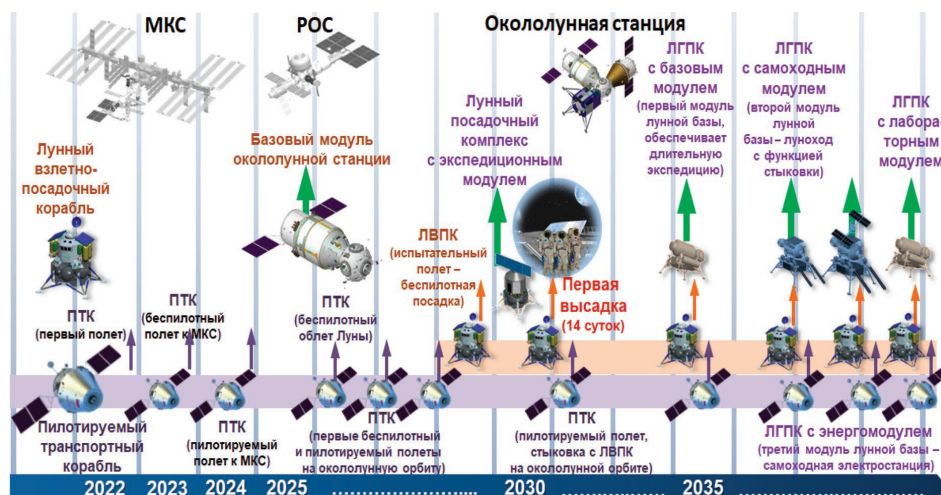 МКС
РОС
Окололунная станция
Лунный
взлетно-
посадочный
корабль
Базовый модуль
окололунной станции
Лунный
посадочный
комплекс
с экспедиционным
модулем
ЛГПК
с базовым
модулем
(первый модуль
лунной базы,
обеспечивает
длительную
экспедицию)
ЛГПК
с самоходным
модулем
(второй модуль
лунной
базы – луноход
с функцией
стыковки)
ЛГПК
с лабора-
торным
модулем
ЛВПК
(испытательный
полет –
беспилотная
посадка)
Первая
высадка
(14 суток)
ПТК
(первый полет)
ПТК
(беспилотный
полет к МКС)
ПТК
(беспилотный
облет Луны)
Пилотируемый
транспортный
корабль
ПТК
(пилотируемый
полет к МКС)
ПТК
(первые беспилотный
и пилотируемый полеты
на окололунную орбиту)
ПТК
(пилотируемый полет,
стыковка с ЛВПК
на окололунной орбите)
ЛГПК с энергомодулем
(третий модуль лунной базы –
самоходная электростанция)
2022 2023 2024 2025 ...................... 2030 ................ 2035 ................................